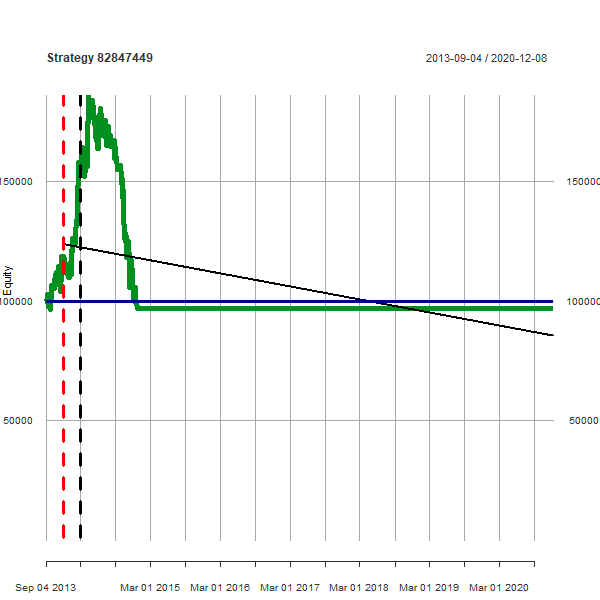 Strategy 82847449
2013-09-04 / 2020-12-08
150000
150000
Equity
100000
100000
50000
50000
Sep 04 2013
Mar 01 2015
Mar 01 2016
Mar 01 2017
Mar 01 2018
Mar 01 2019
Mar 01 2020